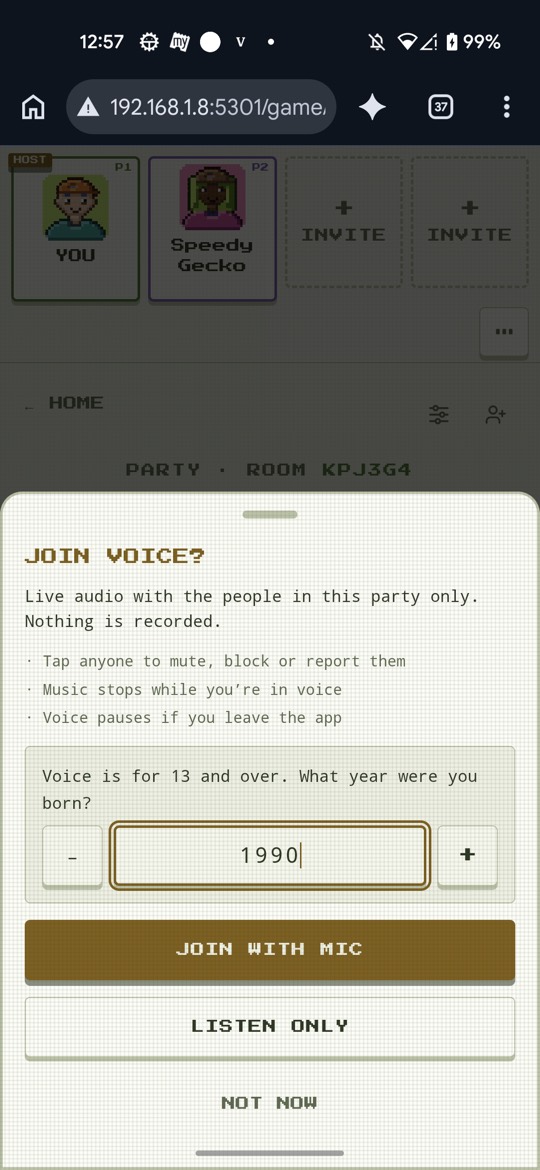 12:57 my V 99%
192.168.1.8:5301/game/ 37
HOST P1 P2
YOU
Speedy
Gecko
+
INVITE
+
INVITE
...
← HOME
PARTY · ROOM KPJ3G4
JOIN VOICE?
Live audio with the people in this party only.
Nothing is recorded.
· Tap anyone to mute, block or report them
· Music stops while you’re in voice
· Voice pauses if you leave the app
Voice is for 13 and over. What year were you
born?
- 1990 +
JOIN WITH MIC
LISTEN ONLY
NOT NOW